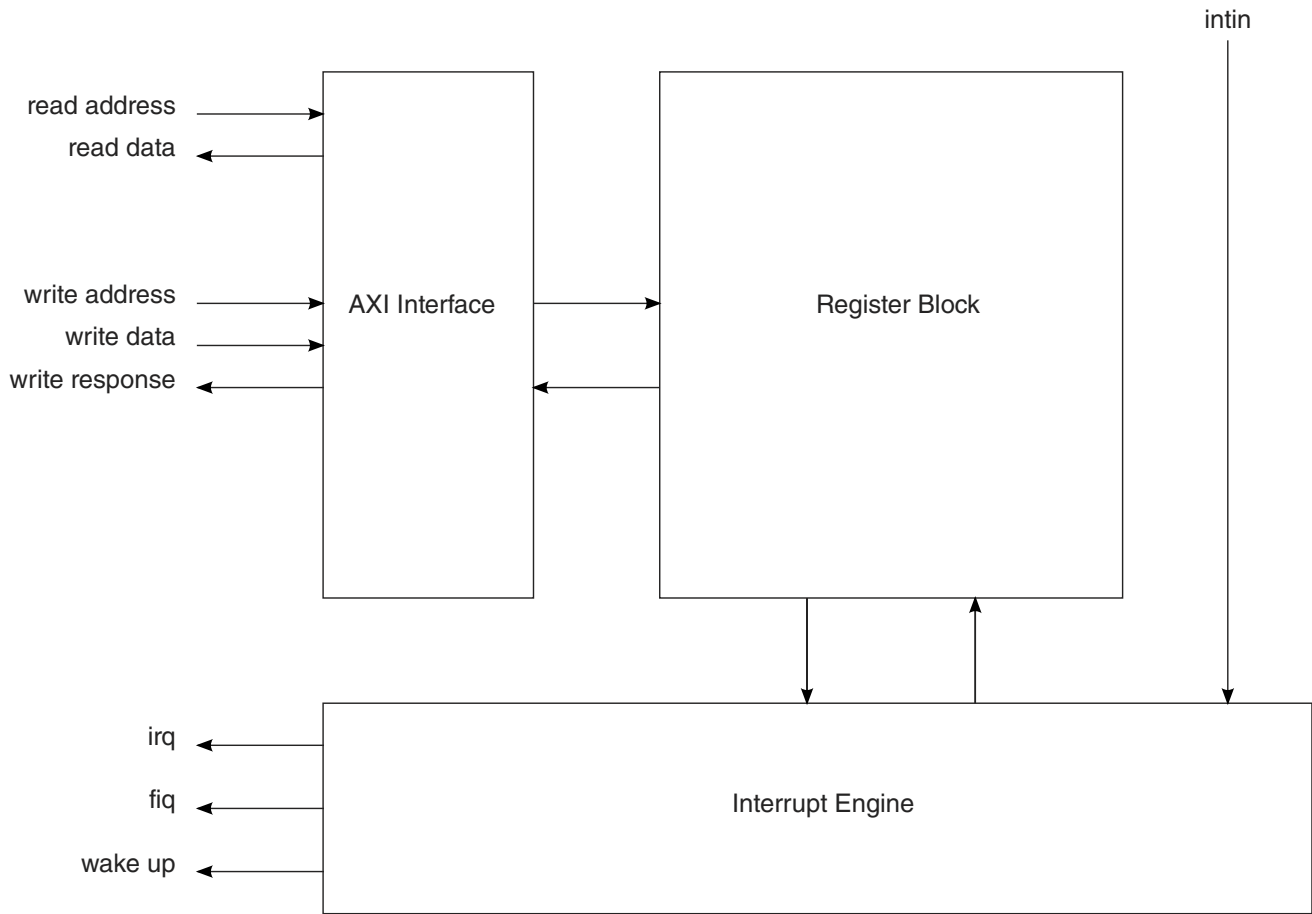 intin
read address
read data
write address
AXI Interface
Register Block
write data
write response
irq
fiq
Interrupt Engine
wake up